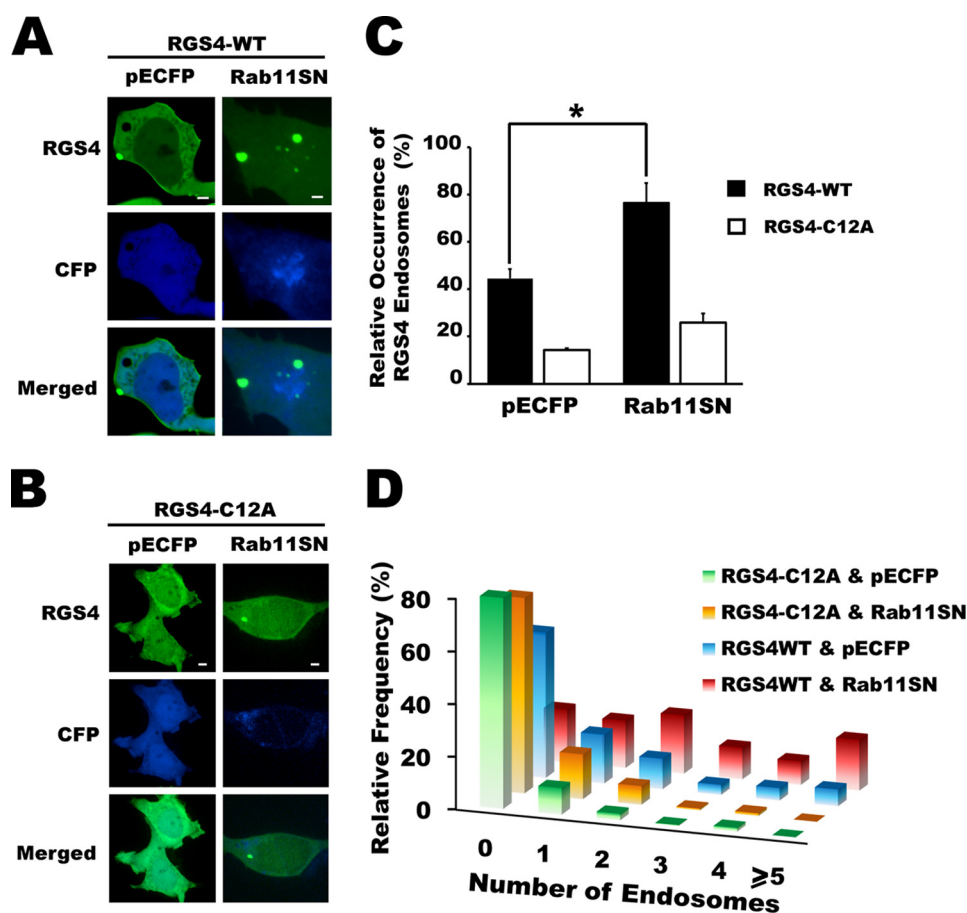 A
RGS4-WT
pECFP Rab11SN
RGS4
CFP
Merged
B
RGS4-C12A
pECFP Rab11SN
RGS4
CFP
Merged
C
Relative Occurrence of
RGS4 Endosomes (%)
100
80
60
40
20
0
*
pECFP Rab11SN
RGS4-WT
RGS4-C12A
D
Relative Frequency (%)
80
60
40
20
0
0 1 2 3 4 ⩾5
Number of Endosomes
RGS4-C12A & pECFP
RGS4-C12A & Rab11SN
RGS4WT & pECFP
RGS4WT & Rab11SN